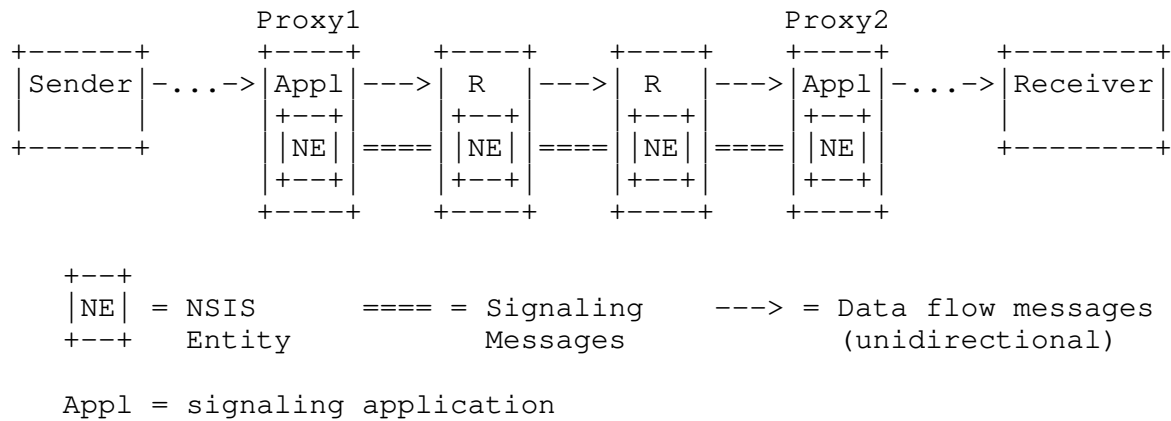 Proxy1                              Proxy2
+------+        +----+     +----+     +----+     +----+        +--------+
|Sender|-...->|Appl|--->| R  |--->| R  |--->|Appl|-...->|Receiver|
|      |        |+--+|     |+--+|     |+--+|     |+--+|        |        |
+------+        ||NE||====||NE||====||NE||====||NE||        +--------+
                |+--+|     |+--+|     |+--+|     |+--+|
                +----+     +----+     +----+     +----+
+--+
|NE| = NSIS      ==== = Signaling      ---> = Data flow messages
+--+   Entity           Messages              (unidirectional)
Appl = signaling application